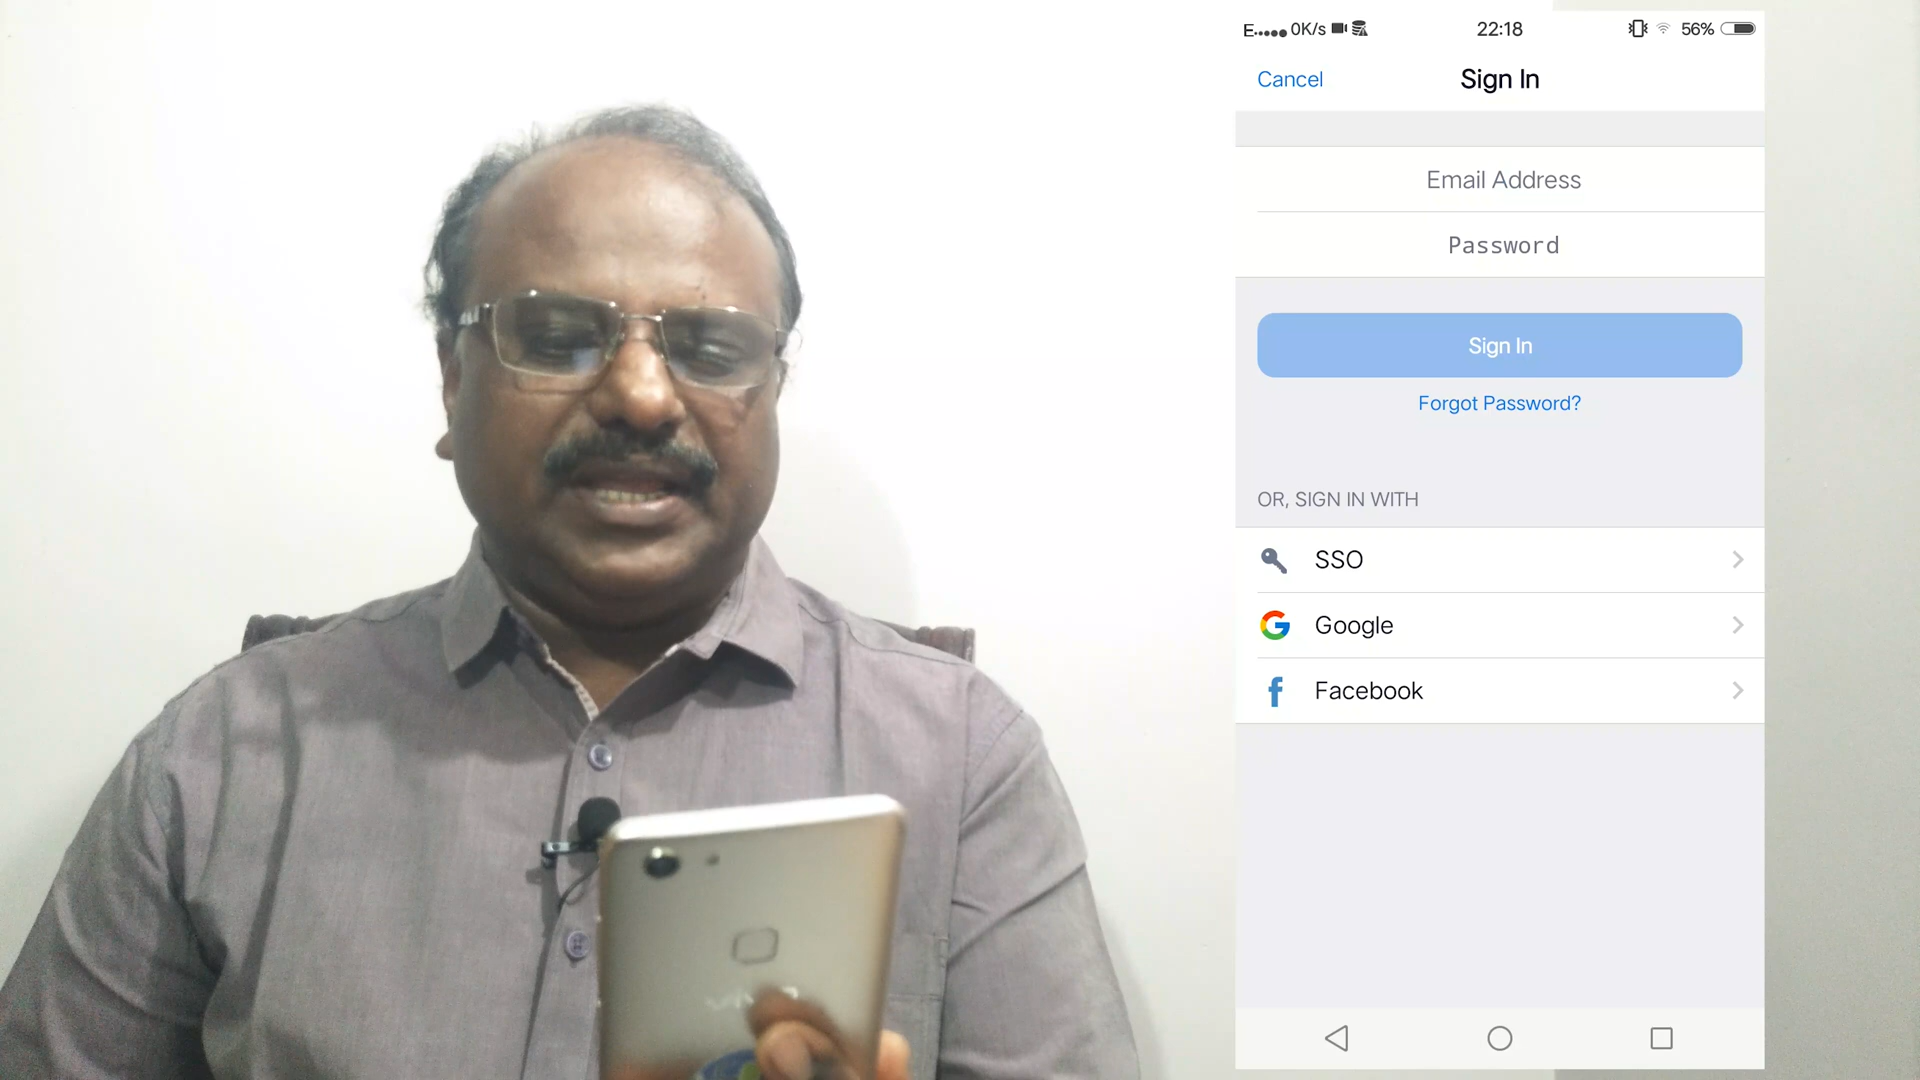 E 0K/s 22:18 56%
Cancel Sign In
Email Address
Password
Sign In
Forgot Password?
OR, SIGN IN WITH
SSO
Google
Facebook
vivo